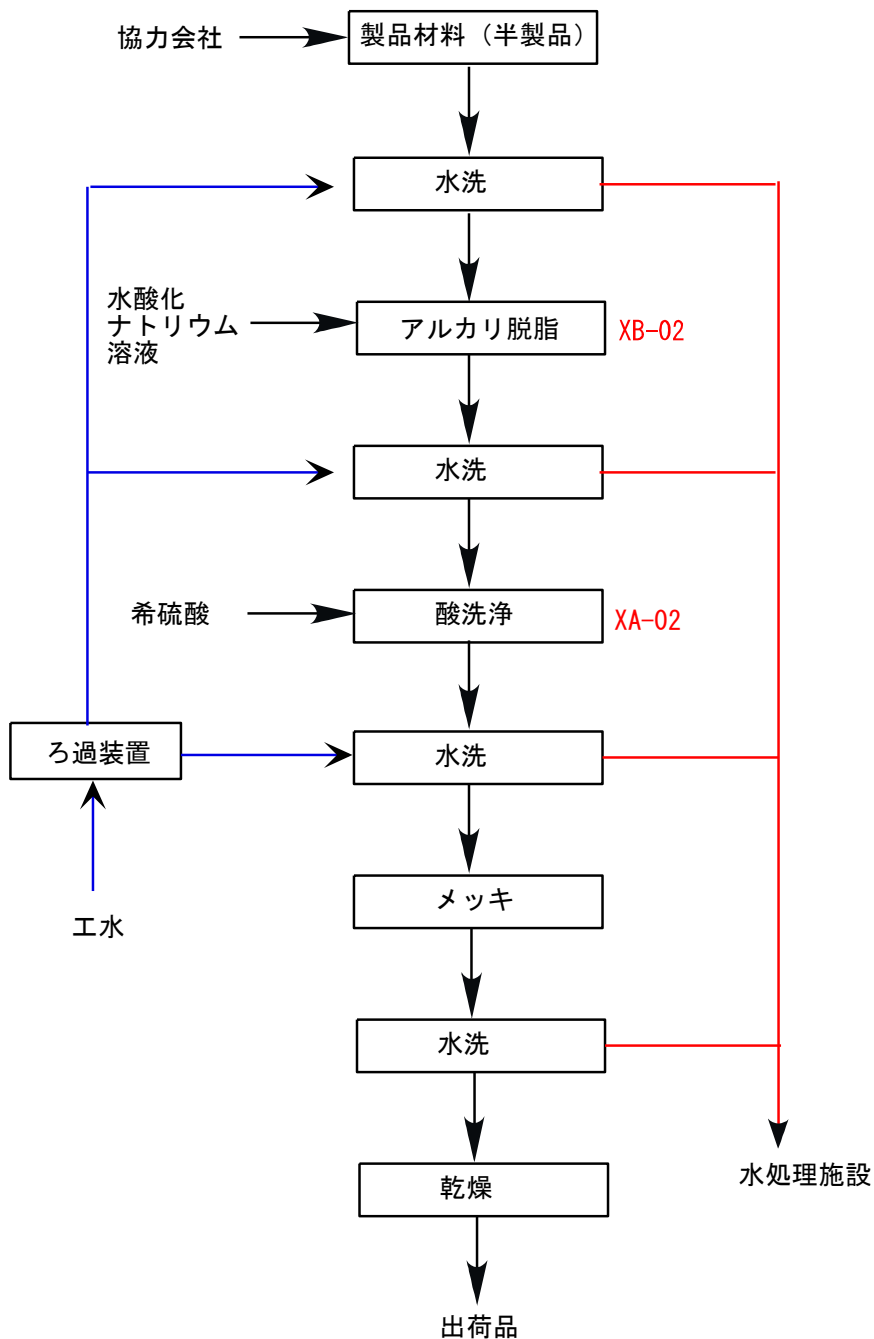 協力会社
製品材料（半製品）
水洗
水酸化
ナトリウム
溶液
アルカリ脱脂
XB-02
水洗
希硫酸
酸洗浄
XA-02
ろ過装置
水洗
工水
メッキ
水洗
乾燥
水処理施設
出荷品